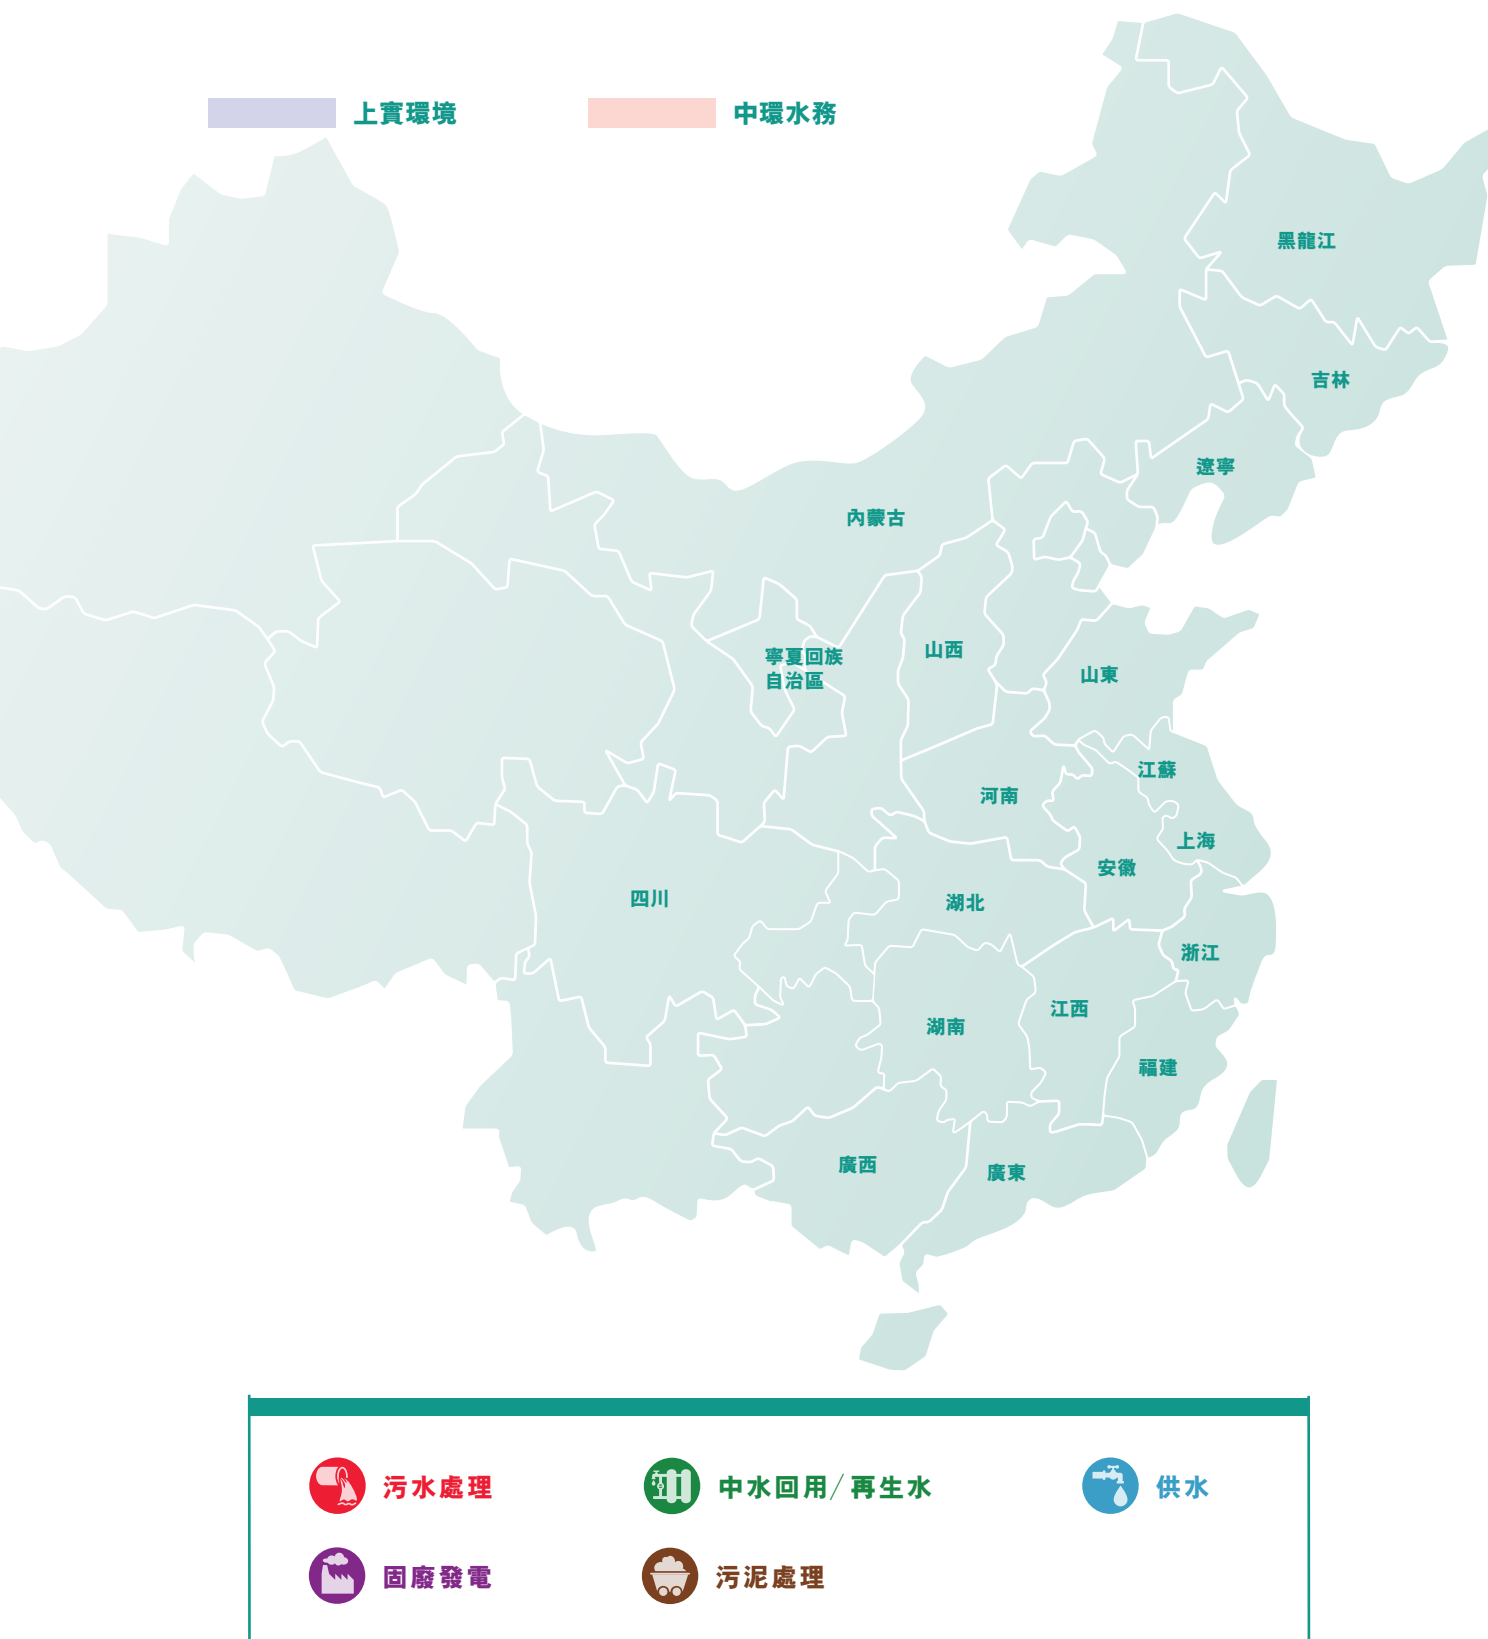 上實環境
中環水務
黑龍江
吉林
遼寧
內蒙古
山西
寧夏回族
自治區
山東
江蘇
河南
上海
安徽
四川
湖北
浙江
江西
湖南
福建
廣西
廣東
污水處理
中水回用/再生水
供水
固廢發電
污泥處理